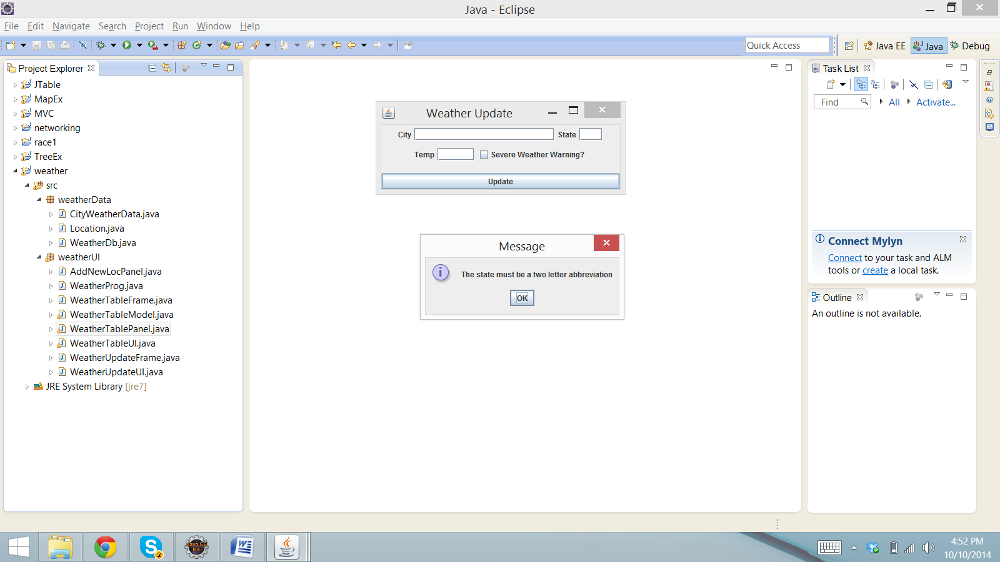 Java - Eclipse
File Edit Navigate Search Project Run Window Help
Quick Access
Java EE Java Debug
Project Explorer
JTable
MapEx
MVC
networking
race1
TreeEx
weather
src
weatherData
CityWeatherData.java
Location.java
WeatherDb.java
weatherUI
AddNewLocPanel.java
WeatherProg.java
WeatherTableFrame.java
WeatherTableModel.java
WeatherTablePanel.java
WeatherTableUI.java
WeatherUpdateFrame.java
WeatherUpdateUI.java
JRE System Library [jre7]
Weather Update
City State
Temp Severe Weather Warning?
Update
Message
The state must be a two letter abbreviation
OK
Task List
Find All Activate...
Connect Mylyn
Connect to your task and ALM
tools or create a local task.
Outline
An outline is not available.
2
Java EE
IDE
4:52 PM
10/10/2014